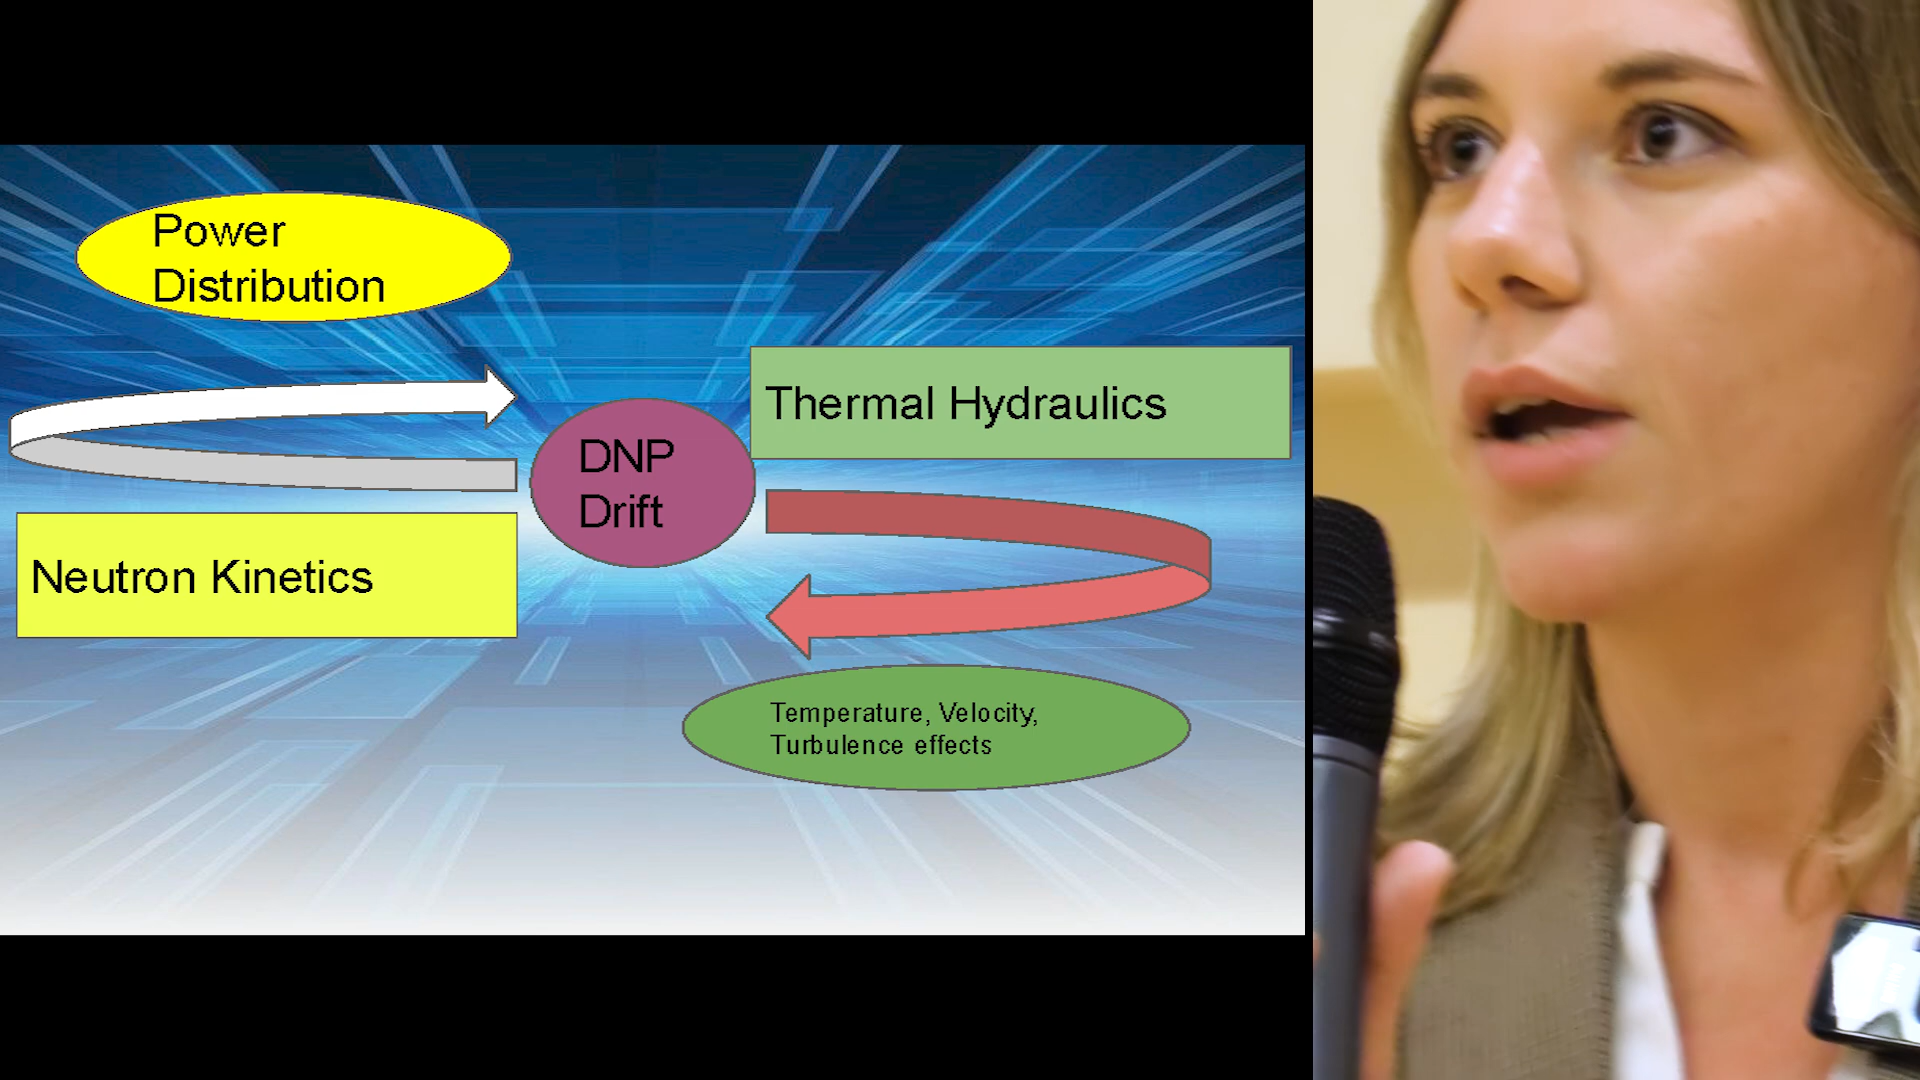 Power
Distribution
Thermal Hydraulics
DNP
Drift
Neutron Kinetics
Temperature, Velocity,
Turbulence effects